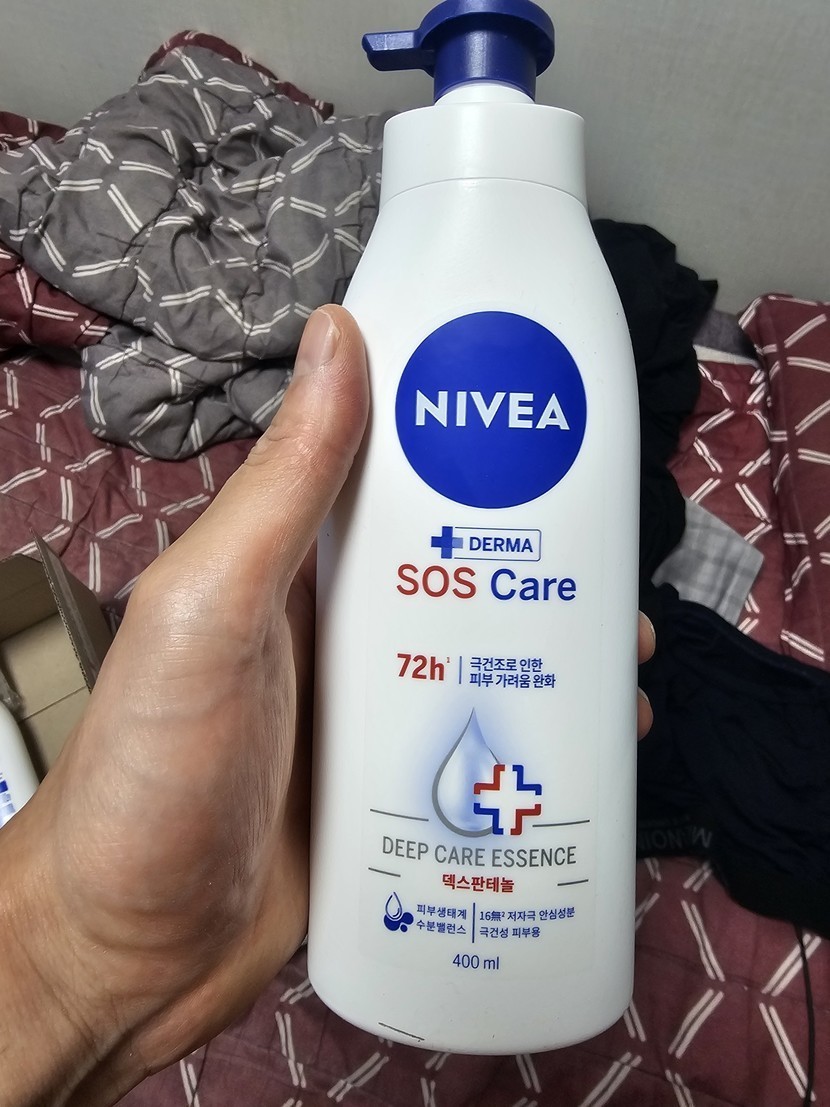 NIVEA
DERMA
SOS Care
72h¹
극건조로 인한
피부 가려움 완화
DEEP CARE ESSENCE
덱스판테놀
피부생태계
수분밸런스
16無² 저자극 안심성분
극건성 피부용
400 ml